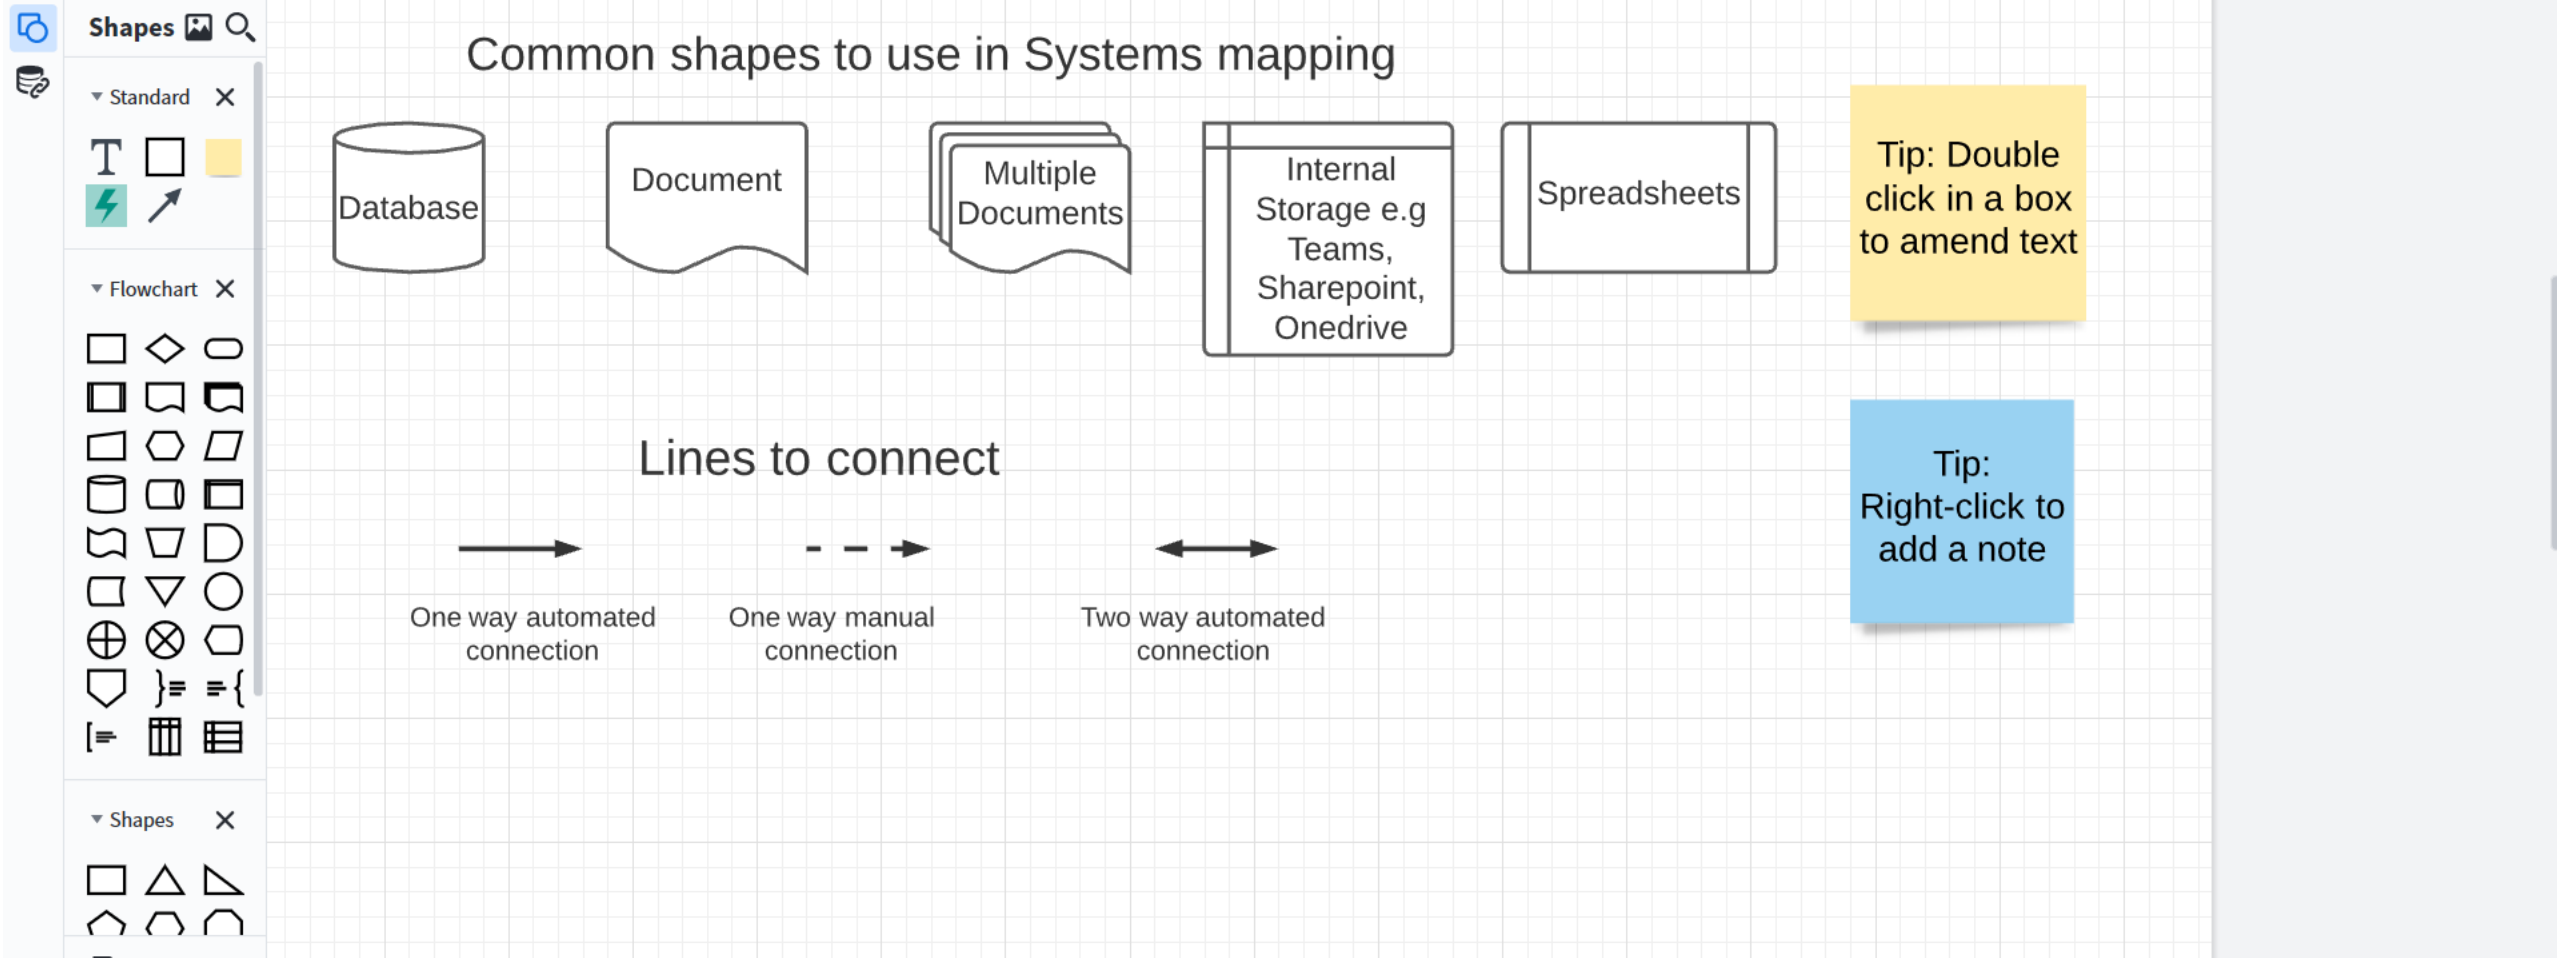 Shapes
Standard
T
Flowchart
Shapes
Common shapes to use in Systems mapping
Database
Document
Multiple
Documents
Internal
Storage e.g
Teams,
Sharepoint,
Onedrive
Spreadsheets
Tip: Double
click in a box
to amend text
Lines to connect
One way automated
connection
One way manual
connection
Two way automated
connection
Tip:
Right-click to
add a note